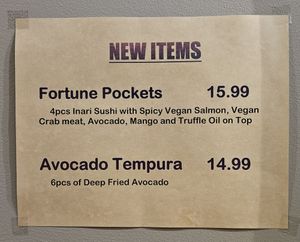 NEW ITEMS
Fortune Pockets 15.99
4pcs Inari Sushi with Spicy Vegan Salmon, Vegan
Crab meat, Avocado, Mango and Truffle Oil on Top
Avocado Tempura 14.99
6pcs of Deep Fried Avocado